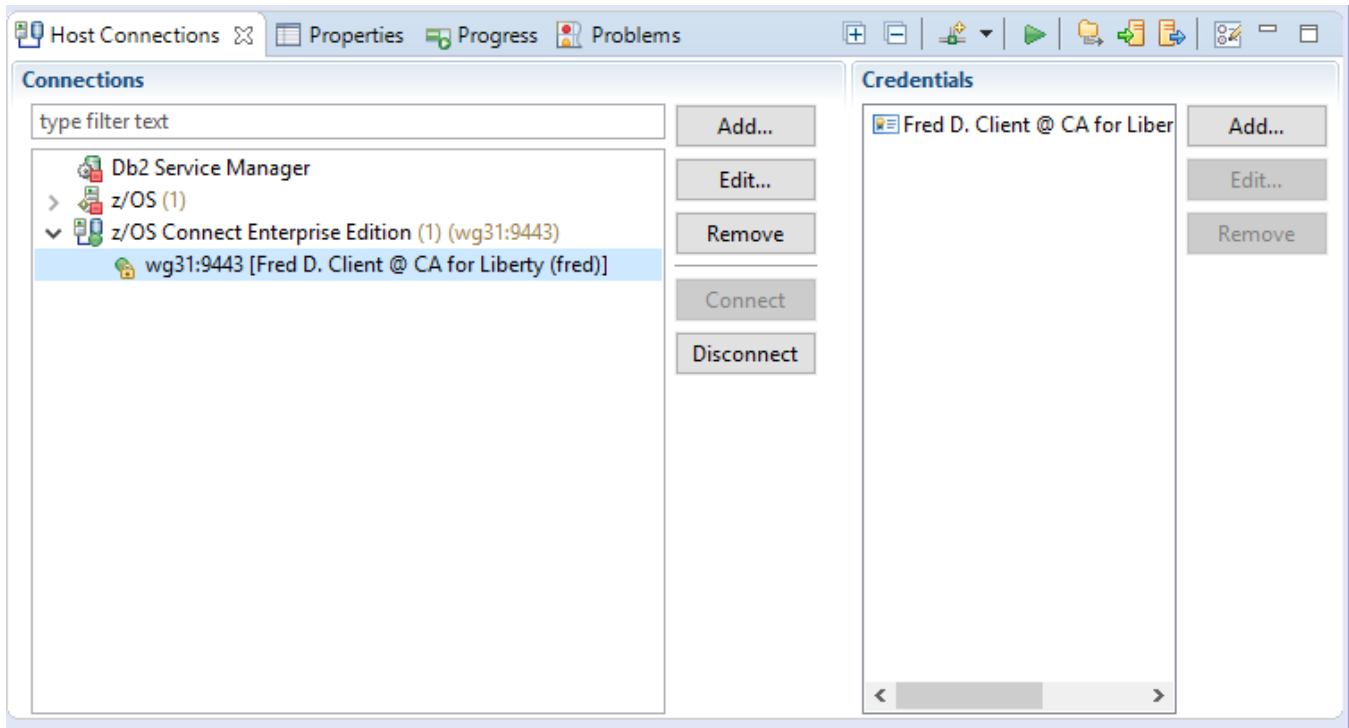 Host Connections Properties Progress Problems
Connections
type filter text
Db2 Service Manager
z/OS (1)
z/OS Connect Enterprise Edition (1) (wg31:9443)
wg31:9443 [Fred D. Client @ CA for Liberty (fred)]
Add...
Edit...
Remove
Connect
Disconnect
Credentials
Fred D. Client @ CA for Liber
Add...
Edit...
Remove